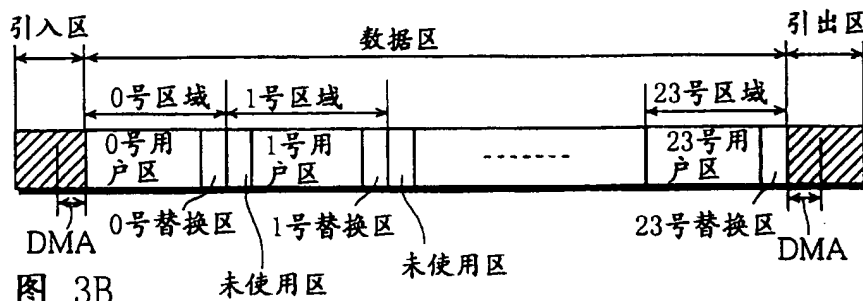 引入区
数据区
引出区
0号区域
1号区域
23号区域
0号用
户区
1号用
户区
23号用
户区
DMA
0号替换区
1号替换区
23号替换区
DMA
未使用区
未使用区
图 3B